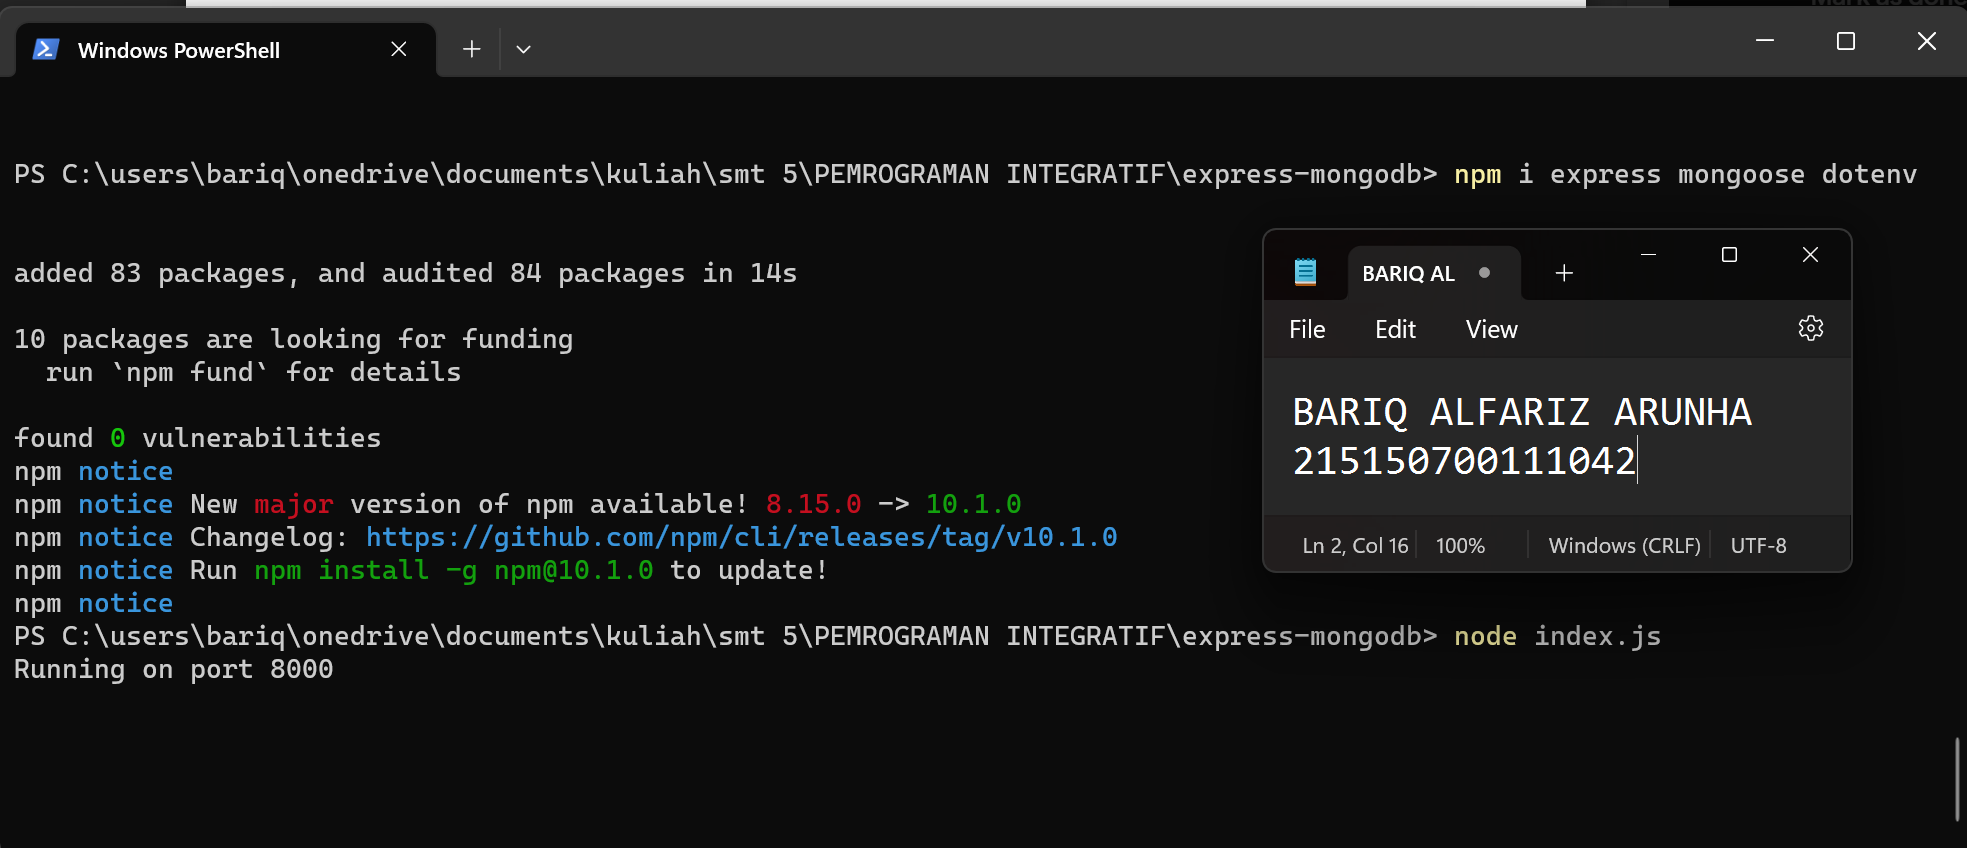 Windows PowerShell
PS C:\users\bariq\onedrive\documents\kuliah\smt 5\PEMROGRAMAN INTEGRATIF\express-mongodb> npm i express mongoose dotenv
added 83 packages, and audited 84 packages in 14s
10 packages are looking for funding
  run `npm fund` for details
found 0 vulnerabilities
npm notice
npm notice New major version of npm available! 8.15.0 -> 10.1.0
npm notice Changelog: https://github.com/npm/cli/releases/tag/v10.1.0
npm notice Run npm install -g npm@10.1.0 to update!
npm notice
PS C:\users\bariq\onedrive\documents\kuliah\smt 5\PEMROGRAMAN INTEGRATIF\express-mongodb> node index.js
Running on port 8000
BARIQ AL
File Edit View
BARIQ ALFARIZ ARUNHA
215150700111042
Ln 2, Col 16 100% Windows (CRLF) UTF-8